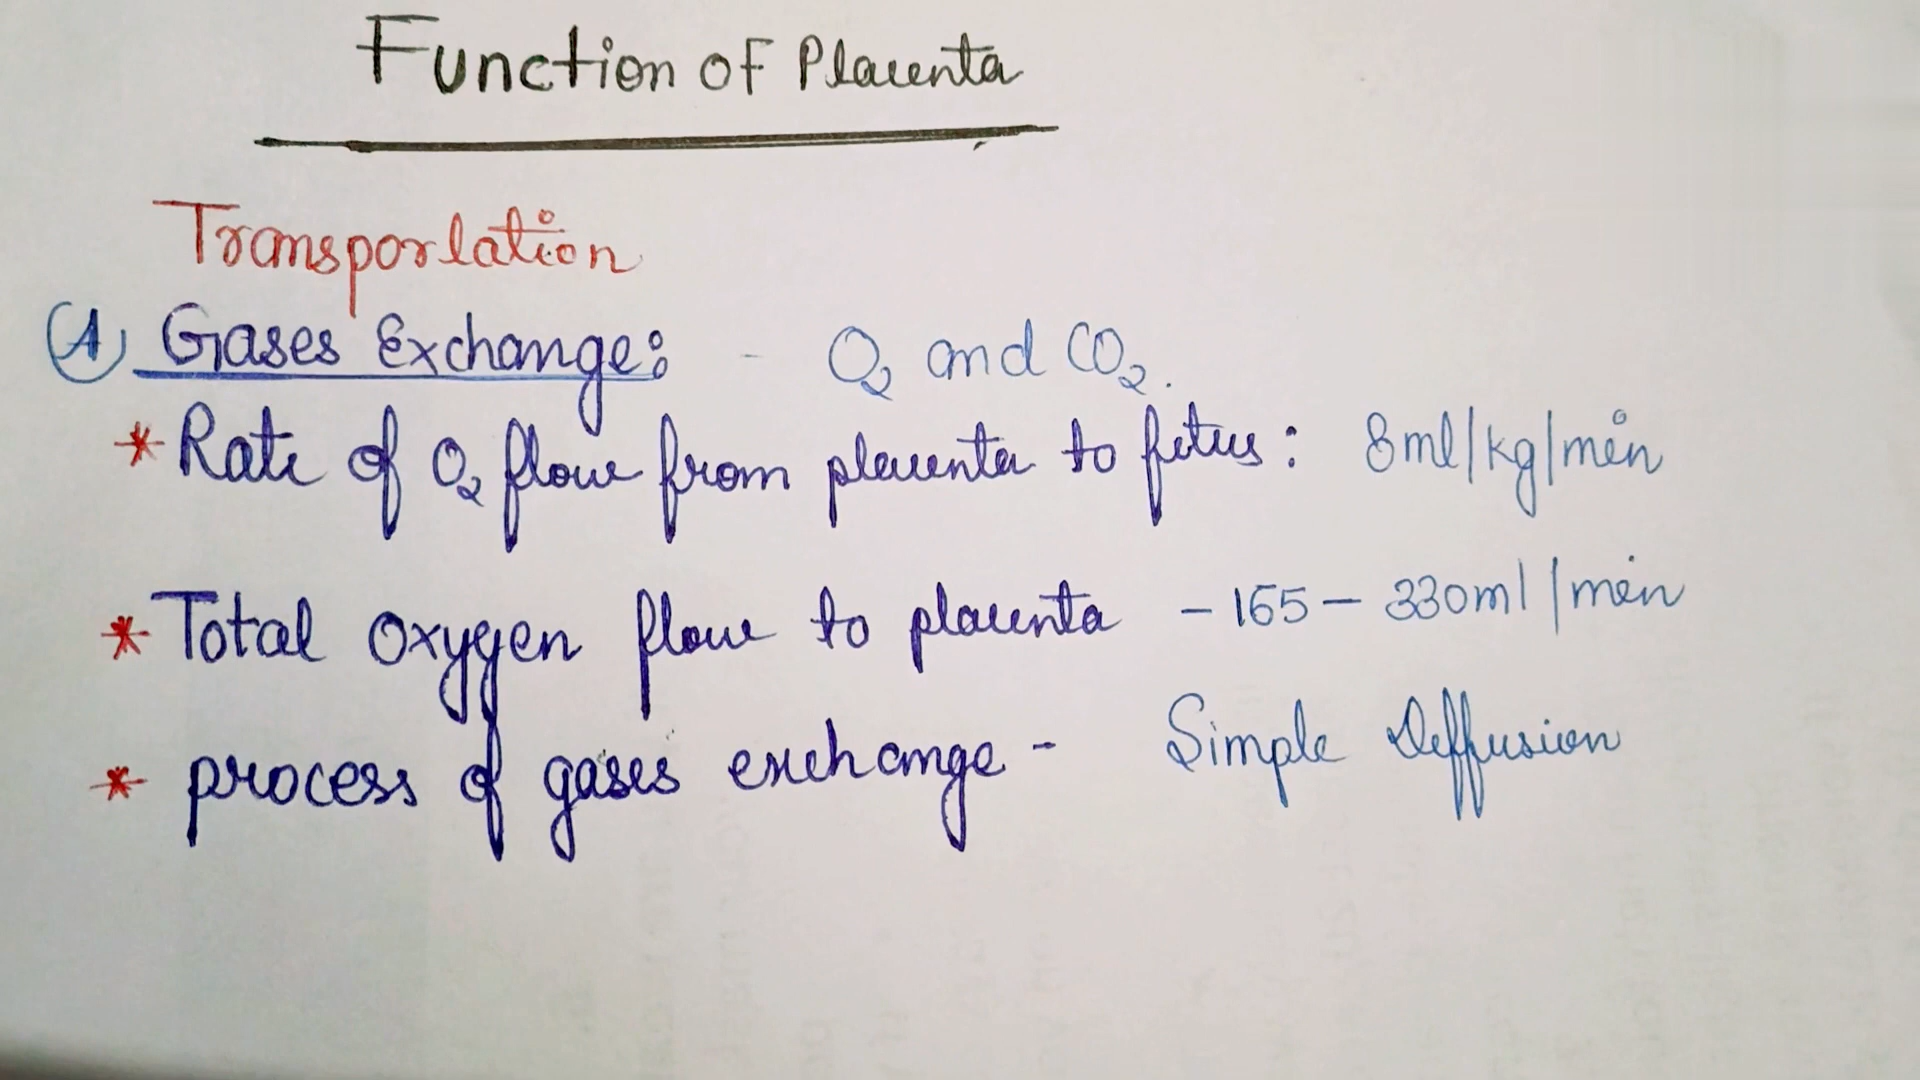 Function of Placenta
Transportation
A Gases Exchange: - O₂ and CO₂.
* Rate of O₂ flow from placenta to fetus: 8ml/kg/min
* Total oxygen flow to placenta - 165 - 330ml/min
* process of gases exchange - Simple Diffusion